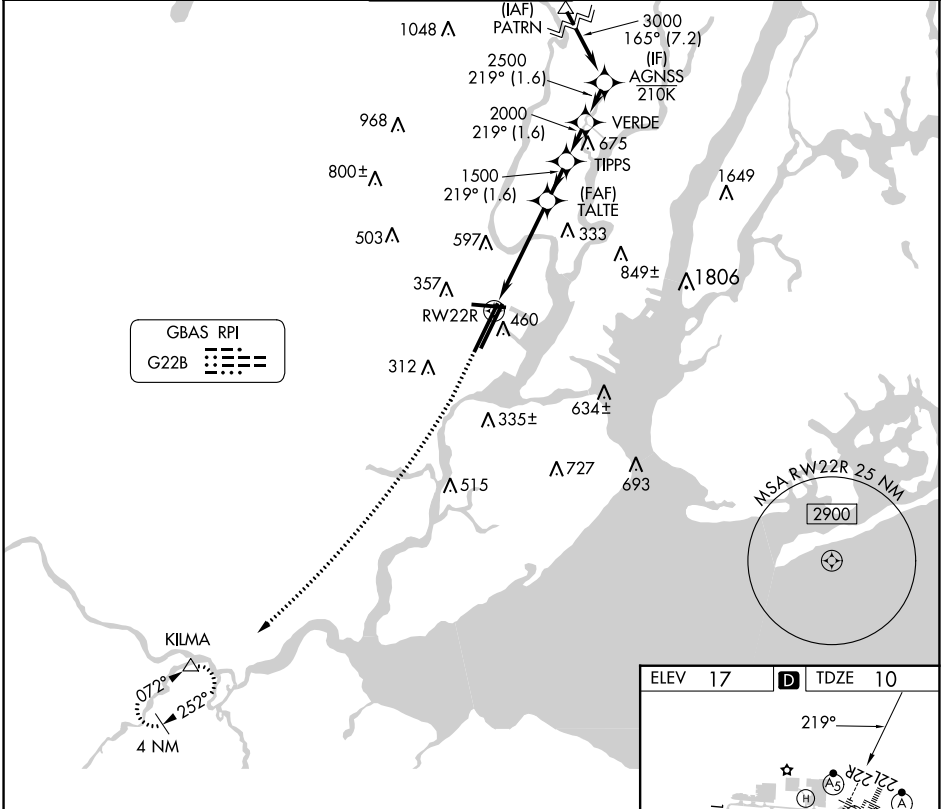 (IAF)
PATRN
3000
165° (7.2)
1048
2500
219° (1.6)
(IF)
AGNSS
210K
2000
219° (1.6)
VERDE
968
675
TIPPS
800±
1500
219° (1.6)
(FAF)
TALTE
1649
503
597
333
849±
1806
357
RW22R
460
GBAS RPI
G22B
312
335±
634±
727
693
515
MSA RW22R 25 NM
2900
KILMA
072°
252°
4 NM
ELEV 17
D
TDZE 10
219°
22L
22R
A5
H
A